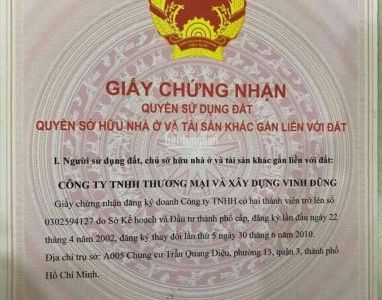 VIỆT NAM
GIẤY CHỨNG NHẬN
QUYỀN SỬ DỤNG ĐẤT
QUYỀN SỞ HỮU NHÀ Ở VÀ TÀI SẢN KHÁC GẮN LIỀN VỚI ĐẤT
I. Người sử dụng đất, chủ sở hữu nhà ở và tài sản khác gắn liền với đất:
CÔNG TY TNHH THƯƠNG MẠI VÀ XÂY DỰNG VINH DŨNG
Giấy chứng nhận đăng ký doanh Công ty TNHH có hai thành viên trở lên số
0302594127 do Sở Kế hoạch và Đầu tư thành phố cấp, đăng ký lần đầu ngày 22
tháng 4 năm 2002, đăng ký thay đổi lần thứ 5 ngày 30 tháng 6 năm 2010.
Địa chỉ trụ sở: A005 Chung cư Trần Quang Diệu, phường 13, quận 3, thành phố
Hồ Chí Minh.